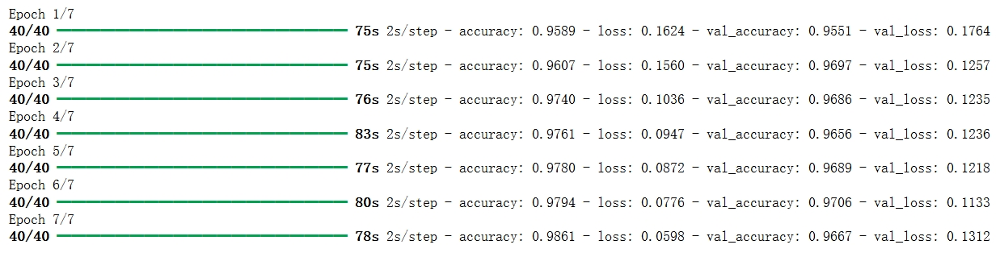 Epoch 1/7
40/40 ━━━━━━━━━━━━━━━━━━━━ 75s 2s/step - accuracy: 0.9589 - loss: 0.1624 - val_accuracy: 0.9551 - val_loss: 0.1764
Epoch 2/7
40/40 ━━━━━━━━━━━━━━━━━━━━ 75s 2s/step - accuracy: 0.9607 - loss: 0.1560 - val_accuracy: 0.9697 - val_loss: 0.1257
Epoch 3/7
40/40 ━━━━━━━━━━━━━━━━━━━━ 76s 2s/step - accuracy: 0.9740 - loss: 0.1036 - val_accuracy: 0.9686 - val_loss: 0.1235
Epoch 4/7
40/40 ━━━━━━━━━━━━━━━━━━━━ 83s 2s/step - accuracy: 0.9761 - loss: 0.0947 - val_accuracy: 0.9656 - val_loss: 0.1236
Epoch 5/7
40/40 ━━━━━━━━━━━━━━━━━━━━ 77s 2s/step - accuracy: 0.9780 - loss: 0.0872 - val_accuracy: 0.9689 - val_loss: 0.1218
Epoch 6/7
40/40 ━━━━━━━━━━━━━━━━━━━━ 80s 2s/step - accuracy: 0.9794 - loss: 0.0776 - val_accuracy: 0.9706 - val_loss: 0.1133
Epoch 7/7
40/40 ━━━━━━━━━━━━━━━━━━━━ 78s 2s/step - accuracy: 0.9861 - loss: 0.0598 - val_accuracy: 0.9667 - val_loss: 0.1312